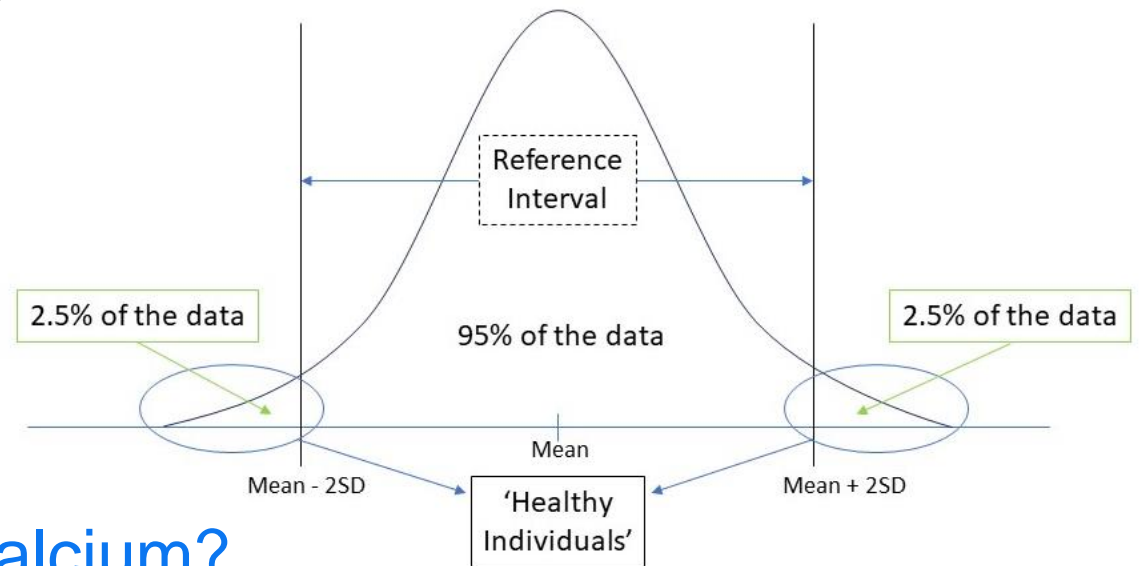 Reference
Interval
2.5% of the data
2.5% of the data
95% of the data
Mean
Mean - 2SD
Mean + 2SD
'Healthy
Individuals'
alcium?